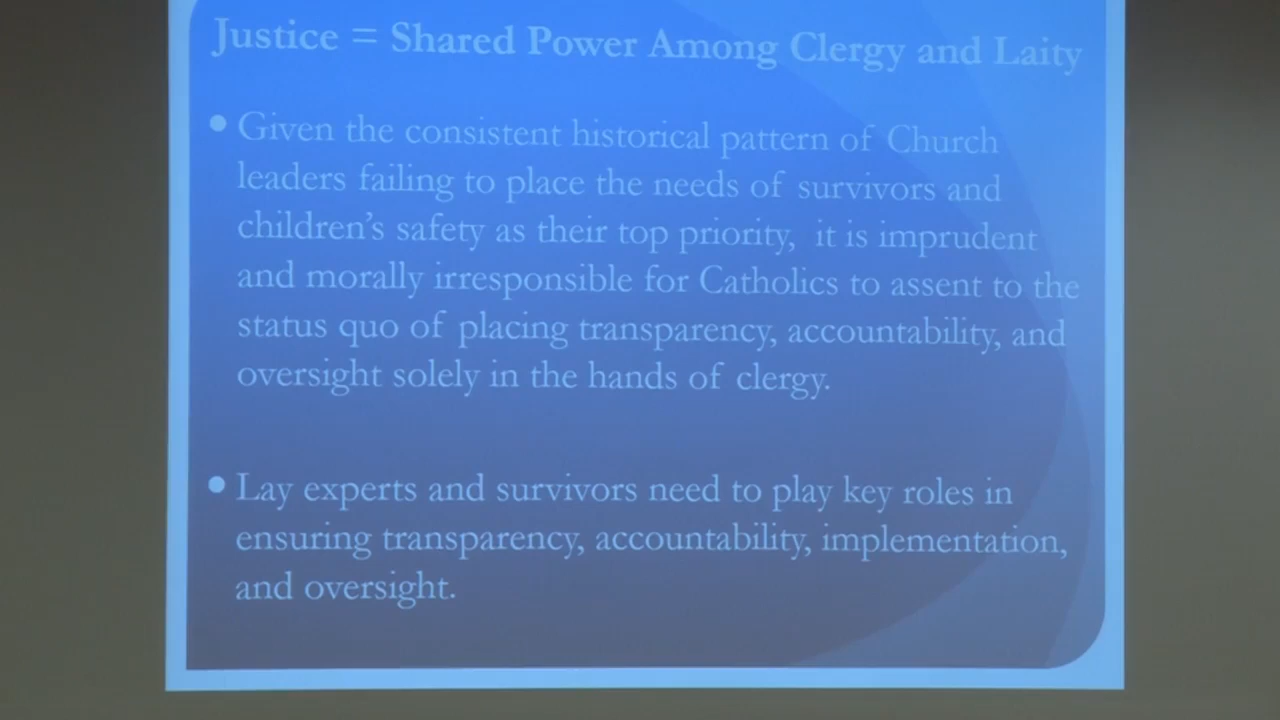 Justice = Shared Power Among Clergy and Laity
• Given the consistent historical pattern of Church
leaders failing to place the needs of survivors and
children's safety as their top priority, it is imprudent
and morally irresponsible for Catholics to assent to the
status quo of placing transparency, accountability, and
oversight solely in the hands of clergy.
• Lay experts and survivors need to play key roles in
ensuring transparency, accountability, implementation,
and oversight.